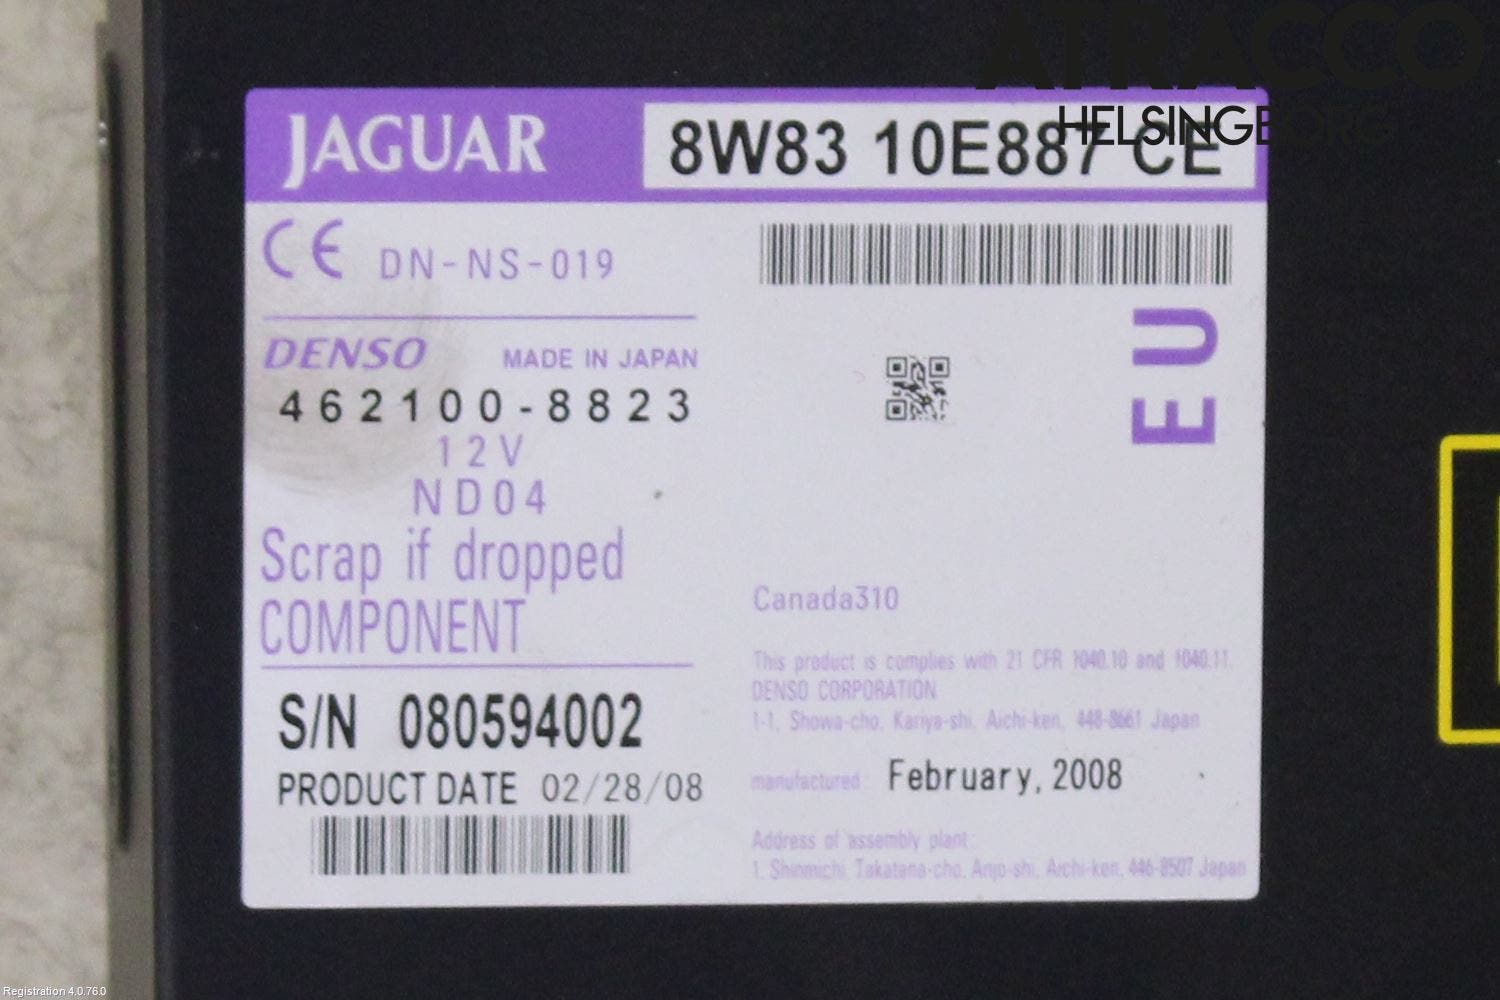 ATRACCO
HELSINGBORG
JAGUAR
8W83 10E887 CE
CE DN-NS-019
DENSO MADE IN JAPAN
462100-8823
12V
ND04
Scrap if dropped
COMPONENT
S/N 080594002
PRODUCT DATE 02/28/08
EU
Canada310
This product is complies with 21 CFR 1040.10 and 1040.11.
DENSO CORPORATION
1-1, Showa-cho, Kariya-shi, Aichi-ken, 448-8661 Japan
manufactured: February, 2008
Address of assembly plant:
1, Shinmichi, Takatana-cho, Anjo-shi, Aichi-ken, 446-8507 Japan
Registration 4.0.76.0